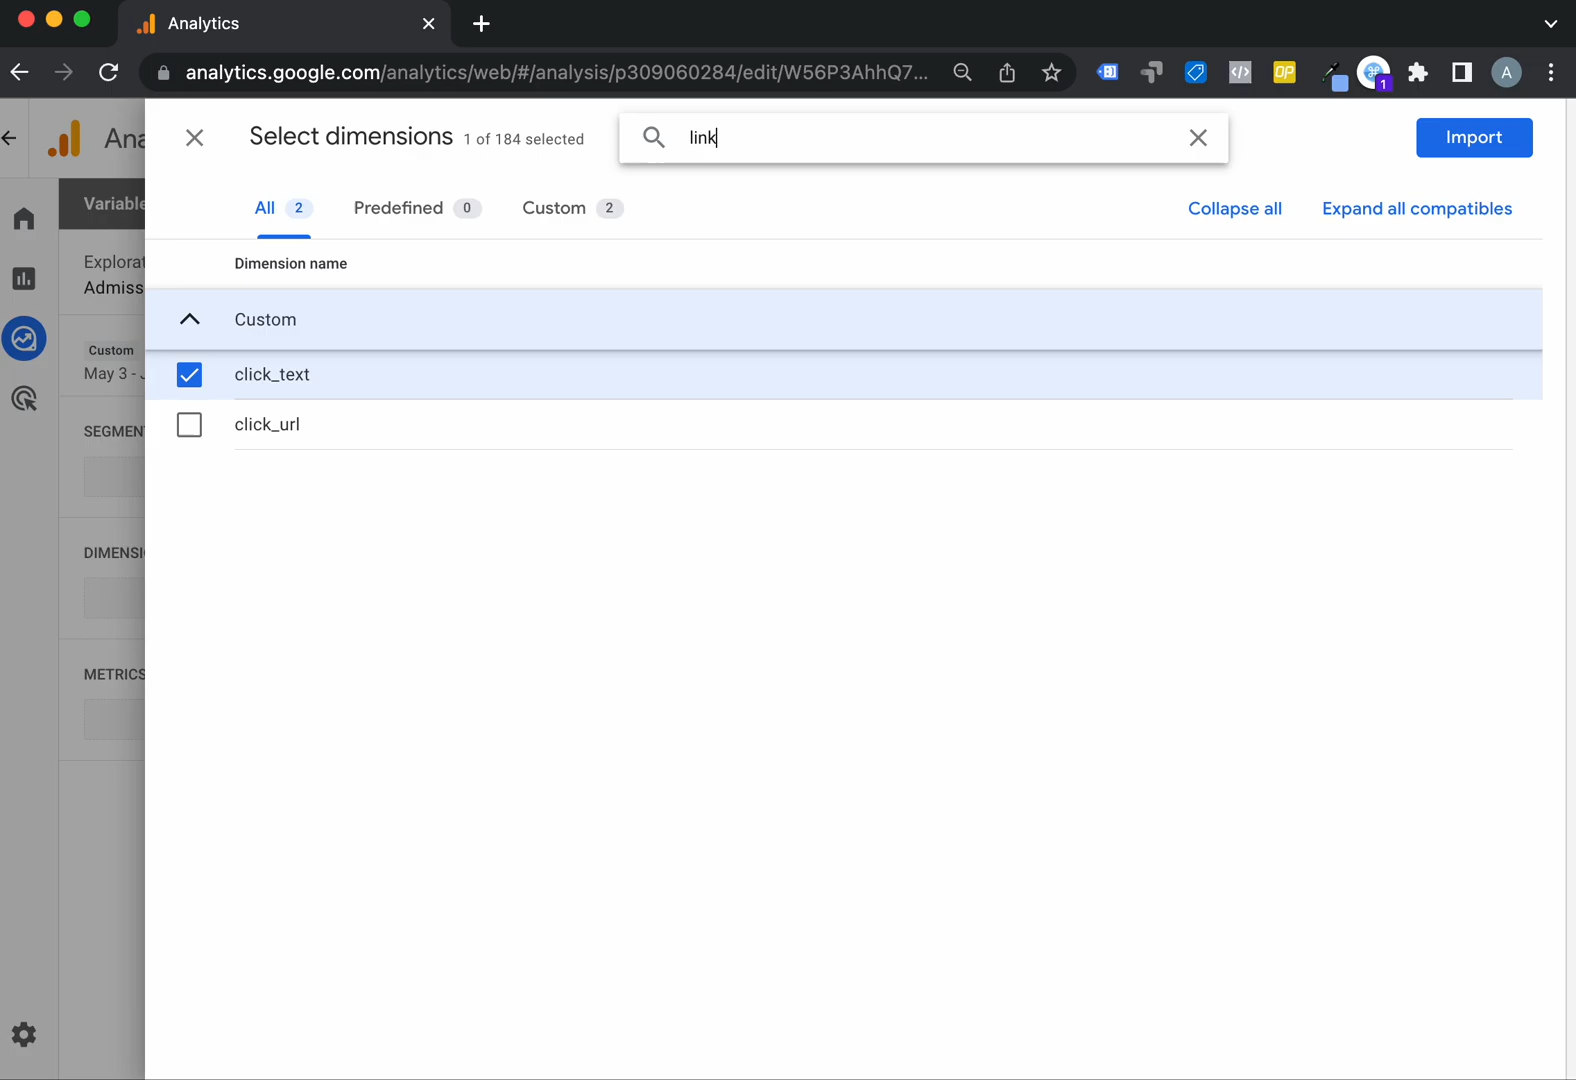 Analytics
analytics.google.com/analytics/web/#/analysis/p309060284/edit/W56P3AhhQ7...
DP
1
A
Ana
Select dimensions 1 of 184 selected
link
Import
Variable
All 2
Predefined 0
Custom 2
Collapse all
Expand all compatibles
Explorat
Admiss
Dimension name
Custom
Custom
May 3 -
click_text
click_url
SEGMEN
DIMENSI
METRICS